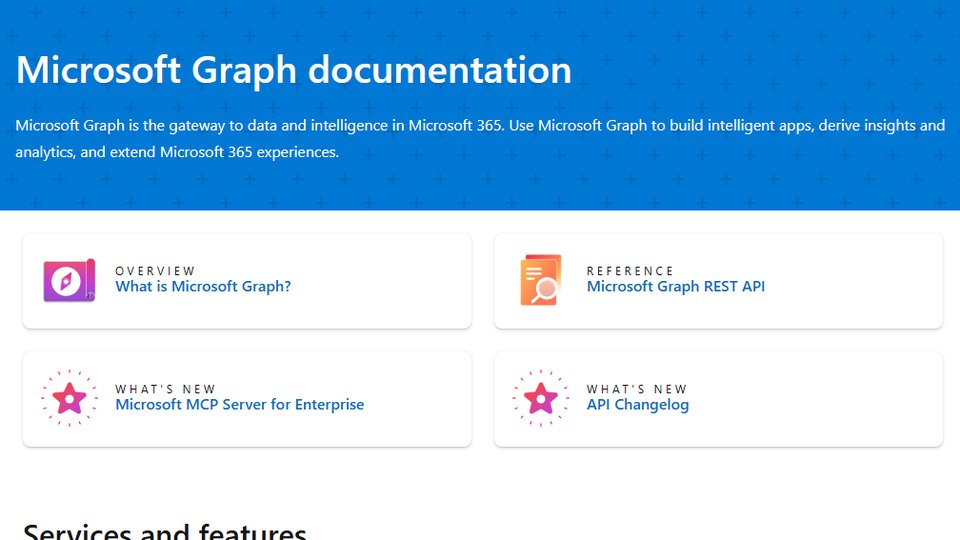 Microsoft Graph documentation
Microsoft Graph is the gateway to data and intelligence in Microsoft 365. Use Microsoft Graph to build intelligent apps, derive insights and
analytics, and extend Microsoft 365 experiences.
OVERVIEW
What is Microsoft Graph?
REFERENCE
Microsoft Graph REST API
WHAT'S NEW
Microsoft MCP Server for Enterprise
WHAT'S NEW
API Changelog
Services and features